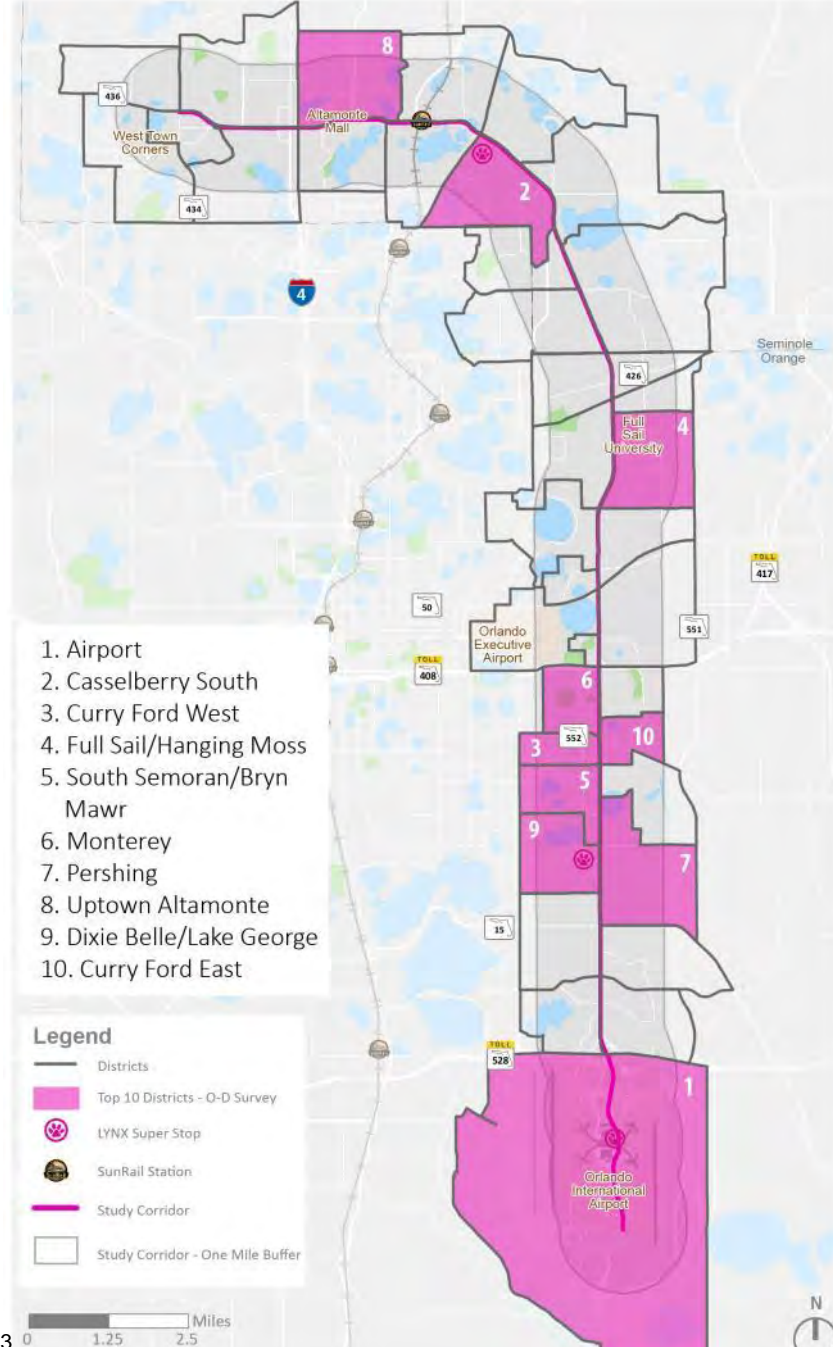 8
436
Altamonte
Mall
West Town
Corners
2
434
4
Seminole
Orange
426
Full
Sail
University
4
TOLL
417
50
551
Orlando
Executive
Airport
TOLL
408
6
1. Airport
2. Casselberry South
3. Curry Ford West
4. Full Sail/Hanging Moss
5. South Semoran/Bryn
Mawr
6. Monterey
7. Pershing
8. Uptown Altamonte
9. Dixie Belle/Lake George
10. Curry Ford East
552
10
3
5
9
7
15
TOLL
528
1
Orlando
International
Airport
Legend
Districts
Top 10 Districts - O-D Survey
LYNX Super Stop
SunRail Station
Study Corridor
Study Corridor - One Mile Buffer
Miles
0 1.25 2.5
N
3